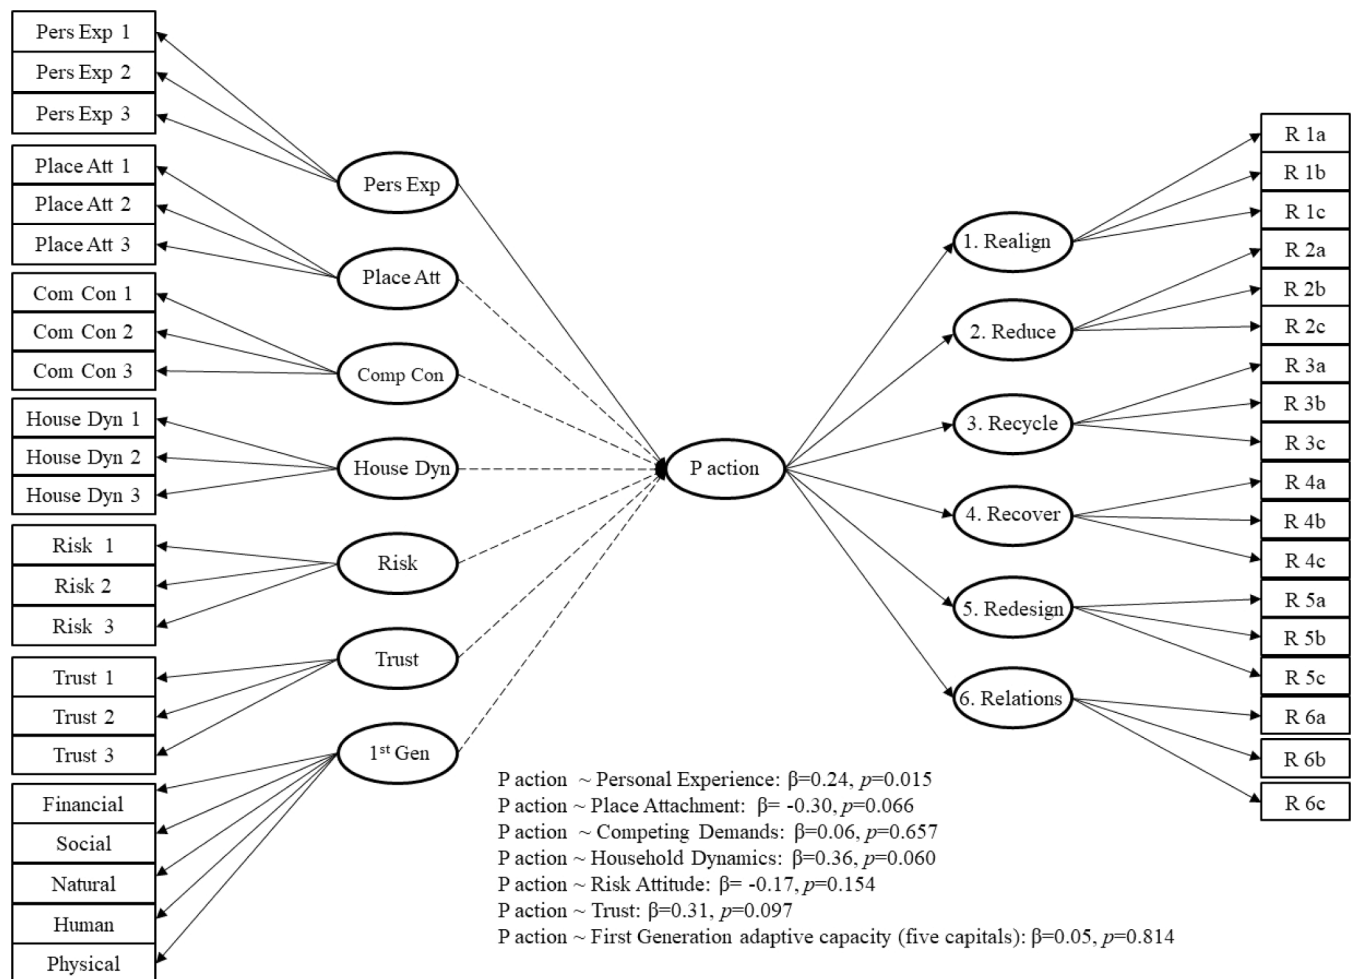 Pers Exp 1
Pers Exp 2
Pers Exp 3
Place Att 1
Place Att 2
Place Att 3
Com Con 1
Com Con 2
Com Con 3
House Dyn 1
House Dyn 2
House Dyn 3
Risk 1
Risk 2
Risk 3
Trust 1
Trust 2
Trust 3
Financial
Social
Natural
Human
Physical
Pers Exp
Place Att
Comp Con
House Dyn
Risk
Trust
1st Gen
P action
1. Realign
2. Reduce
3. Recycle
4. Recover
5. Redesign
6. Relations
R 1a
R 1b
R 1c
R 2a
R 2b
R 2c
R 3a
R 3b
R 3c
R 4a
R 4b
R 4c
R 5a
R 5b
R 5c
R 6a
R 6b
R 6c
P action ~ Personal Experience: β=0.24, p=0.015
P action ~ Place Attachment: β= -0.30, p=0.066
P action ~ Competing Demands: β=0.06, p=0.657
P action ~ Household Dynamics: β=0.36, p=0.060
P action ~ Risk Attitude: β= -0.17, p=0.154
P action ~ Trust: β=0.31, p=0.097
P action ~ First Generation adaptive capacity (five capitals): β=0.05, p=0.814